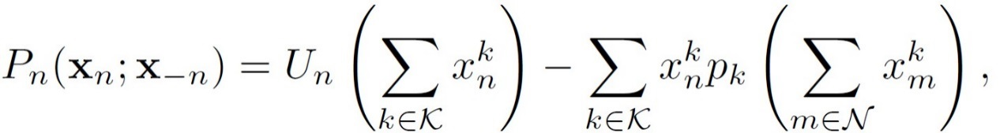 P_n(\mathbf{x}_n; \mathbf{x}_{-n}) = U_n \left( \sum_{k \in \mathcal{K}} x_n^k \right) - \sum_{k \in \mathcal{K}} x_n^k p_k \left( \sum_{m \in \mathcal{N}} x_m^k \right),